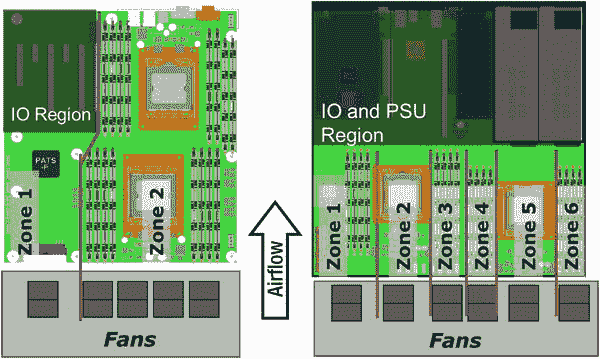 IO Region
PATS
-P
Zone 1
Zone 2
Fans
Airflow
IO and PSU
Region
Zone 1
Zone 2
Zone 3
Zone 4
Zone 5
Zone 6
Fans